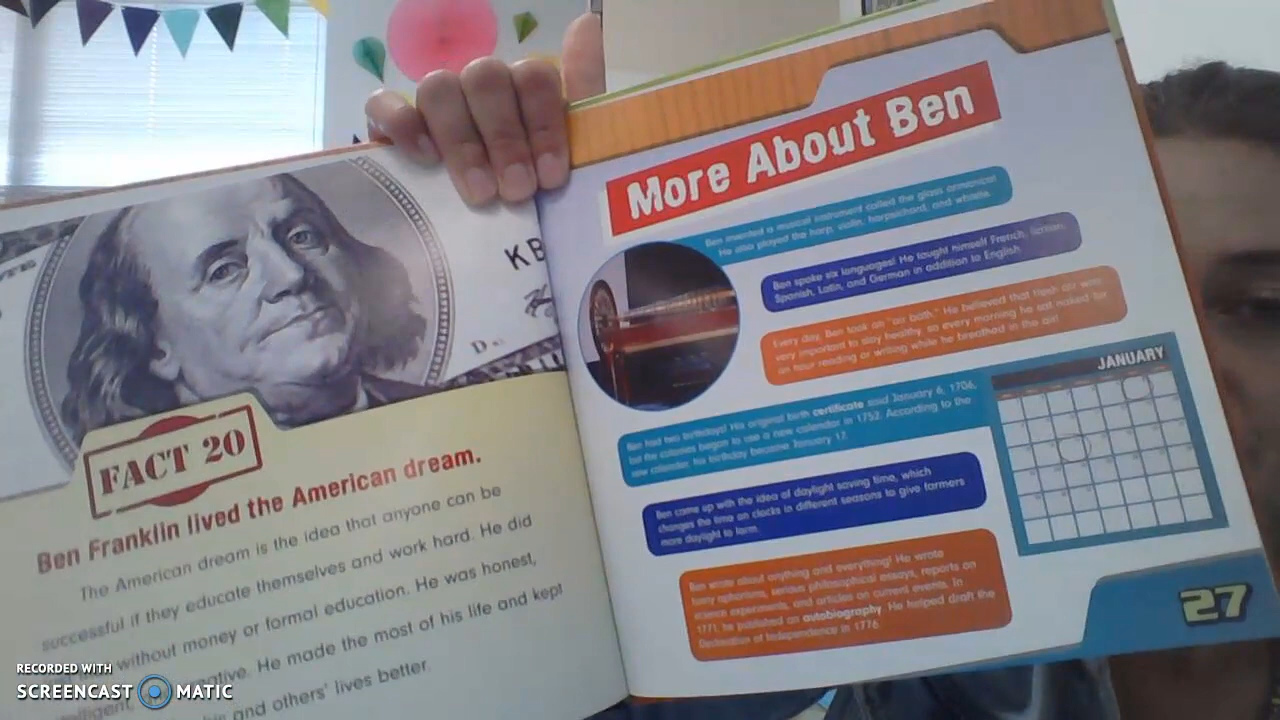 KB
D
FACT 20
Ben Franklin lived the American dream.
The American dream is the idea that anyone can be
successful if they educate themselves and work hard. He did
without money or formal education. He was honest,
He made the most of his life and kept
and others' lives better.
More About Ben
Ben invented a musical instrument called the glass armonica!
He also played the harp, violin, harpsichord, and whistle.
Ben spoke six languages! He taught himself French, Italian,
Spanish, Latin, and German in addition to English.
Every day, Ben took an "air bath." He believed that fresh air was
very important to stay healthy, so every morning he sat naked for
an hour reading or writing while he breathed in the air!
Ben had two birthdays! His original birth certificate said January 6, 1706,
but the colonies began to use a new calendar in 1752. According to the
new calendar, his birthday became January 17.
JANUARY
Ben came up with the idea of daylight saving time, which
changes the time on clocks in different seasons to give farmers
more daylight to farm.
Ben wrote about anything and everything! He wrote
funny aphorisms, serious philosophical essays, reports on
science experiments, and articles on current events. In
1771, he published an autobiography. He helped draft the
Declaration of Independence in 1776.
27
RECORDED WITH
SCREENCAST MATIC